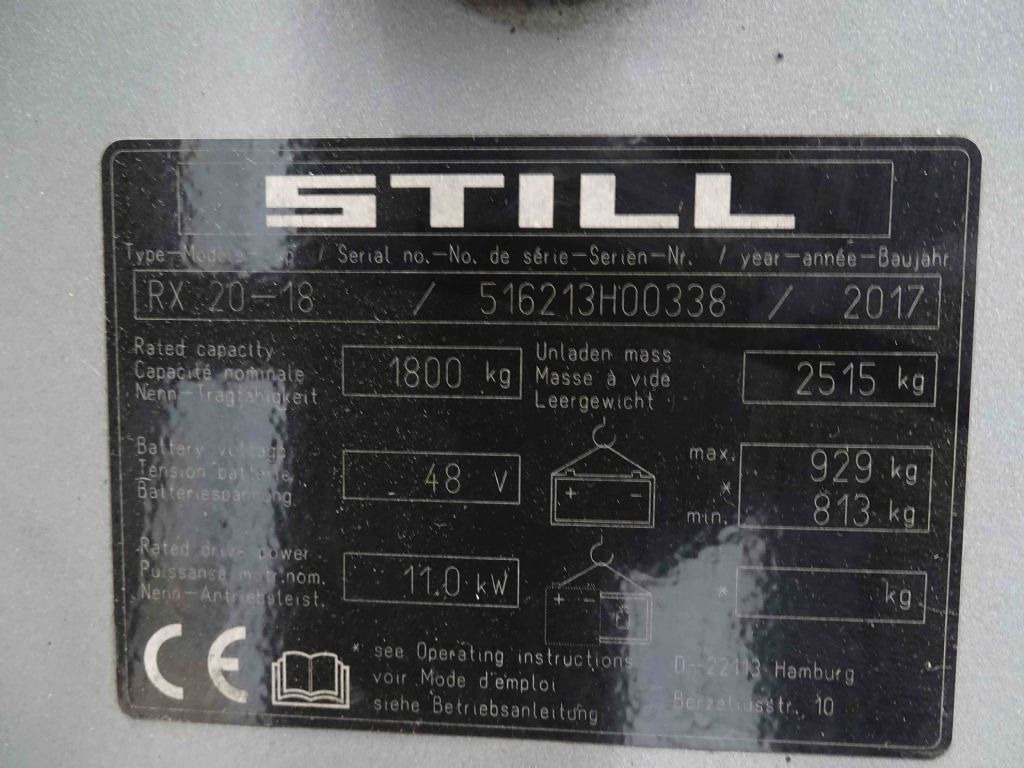 STILL
Type-Modele-Typ / Serial no.-No. de série-Serien-Nr. / year-année-Baujahr
RX 20-18 / 516213H00338 / 2017
Rated capacity
Capacité nominale
Nenn-Tragfähigkeit
1800 kg
Unladen mass
Masse à vide
Leergewicht
2515 kg
Battery voltage
Tension batterie
Batteriespannung
48 V
+ -
max. 929 kg
*
min. 813 kg
Rated drive power
Puissance motr.nom.
Nenn-Antriebsleist.
11.0 kW
+ -
* kg
CE
* see Operating instructions
voir Mode d'emploi
siehe Betriebsanleitung
D-22113 Hamburg
Berzeliusstr. 10